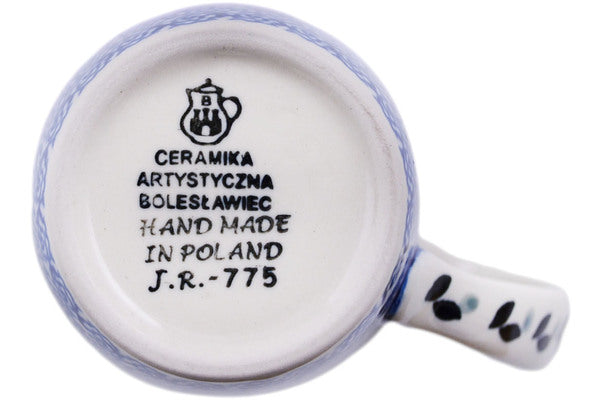 B
CERAMIKA
ARTYSTYCZNA
BOLESŁAWIEC
HAND MADE
IN POLAND
J.R.-775